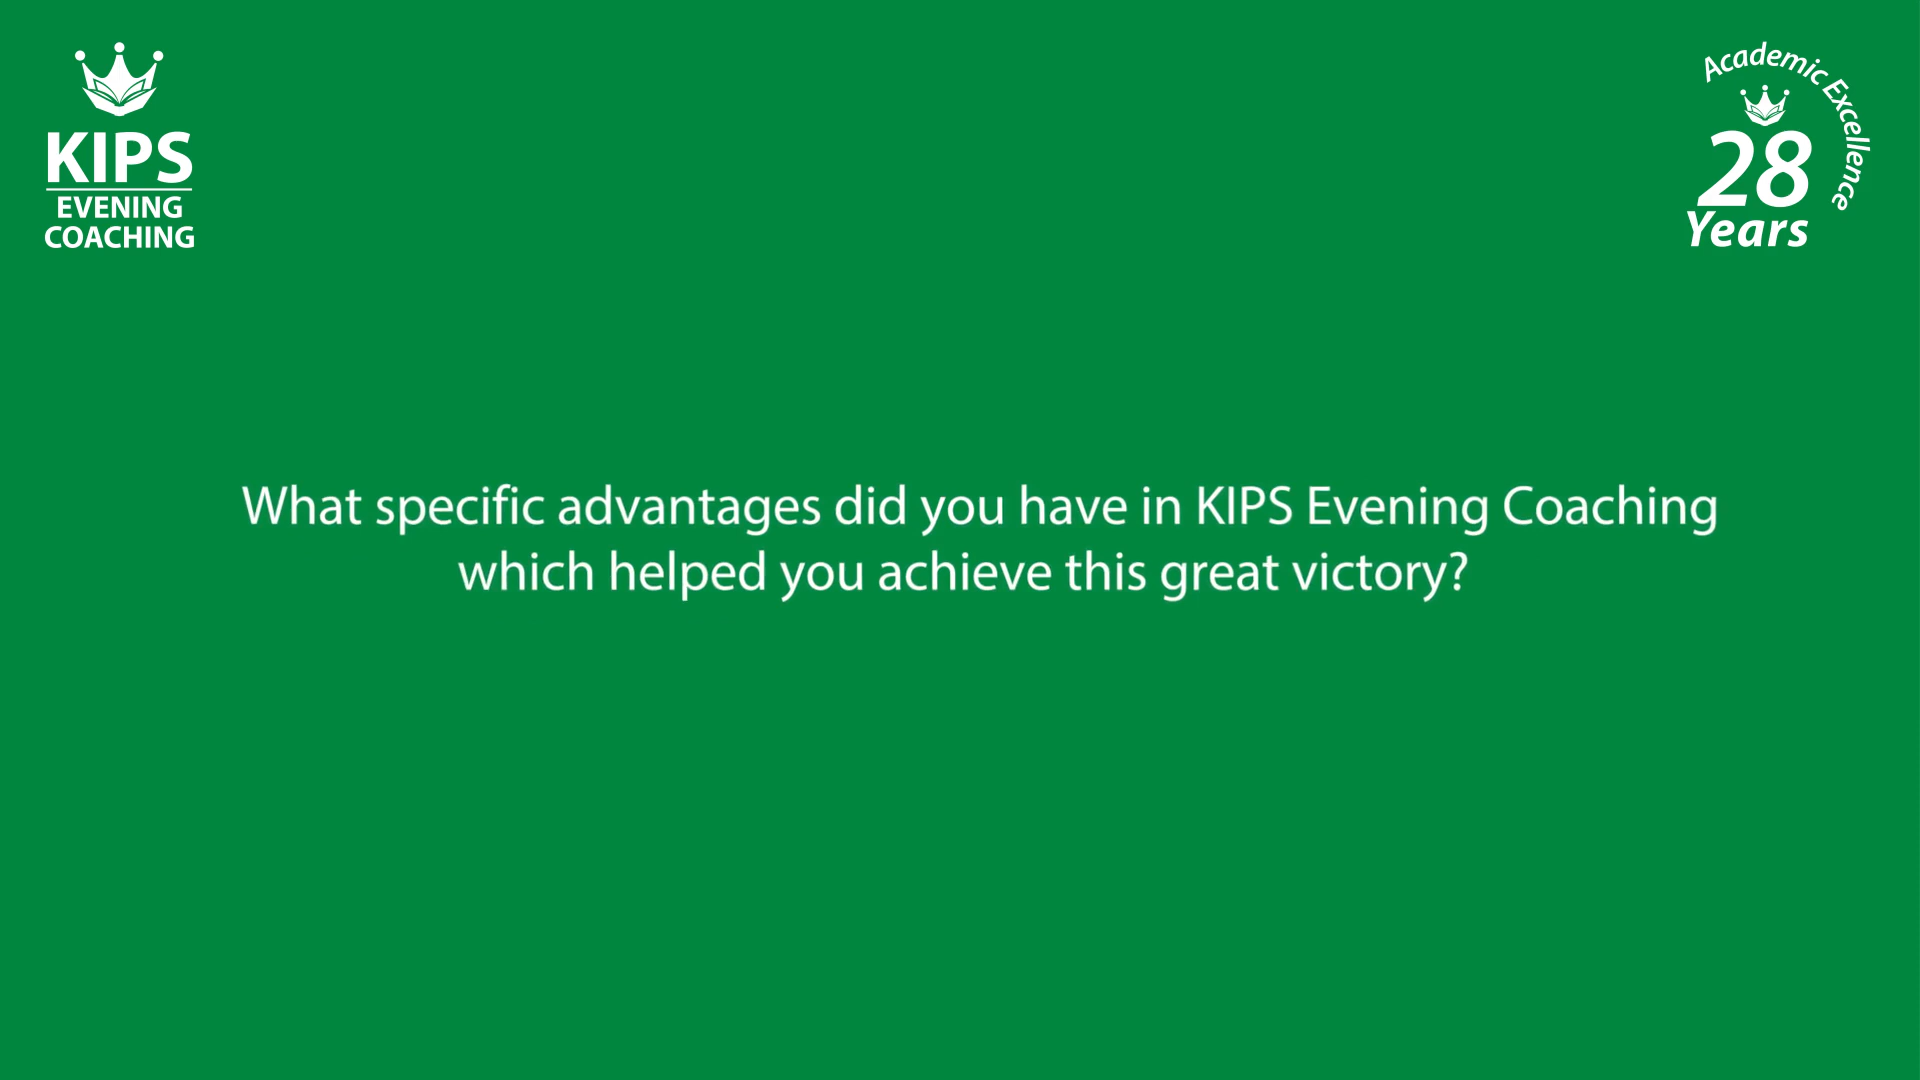 KIPS
EVENING
COACHING
Academic Excellence
28
Years
What specific advantages did you have in KIPS Evening Coaching
which helped you achieve this great victory?